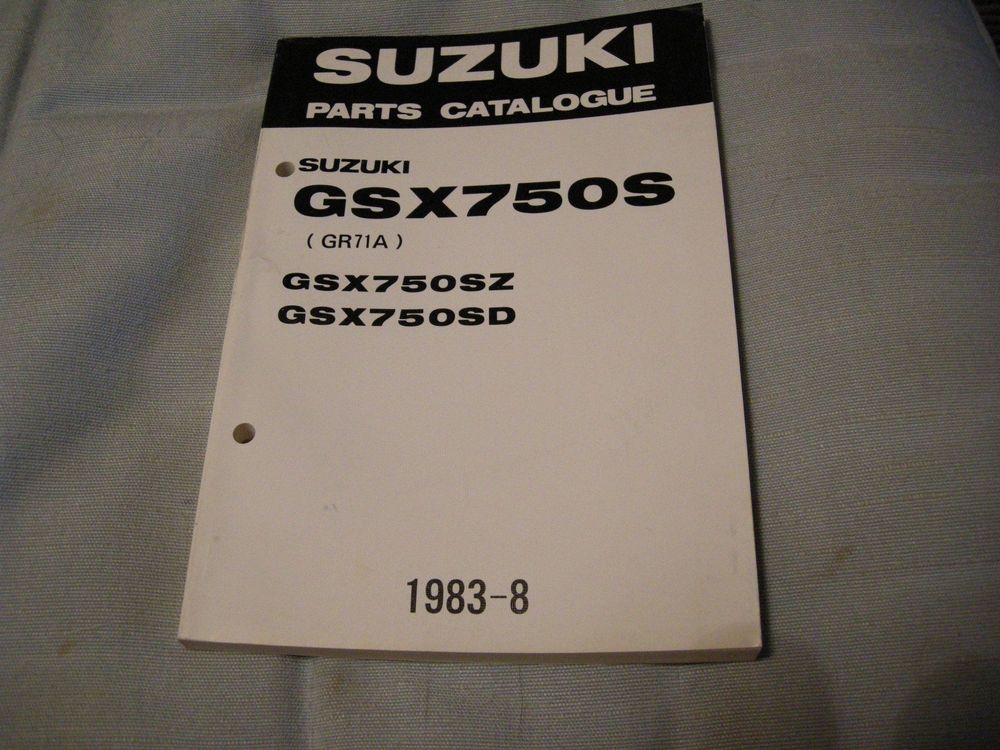 SUZUKI
PARTS CATALOGUE
SUZUKI
GSX750S
( GR71A )
GSX750SZ
GSX750SD
1983-8